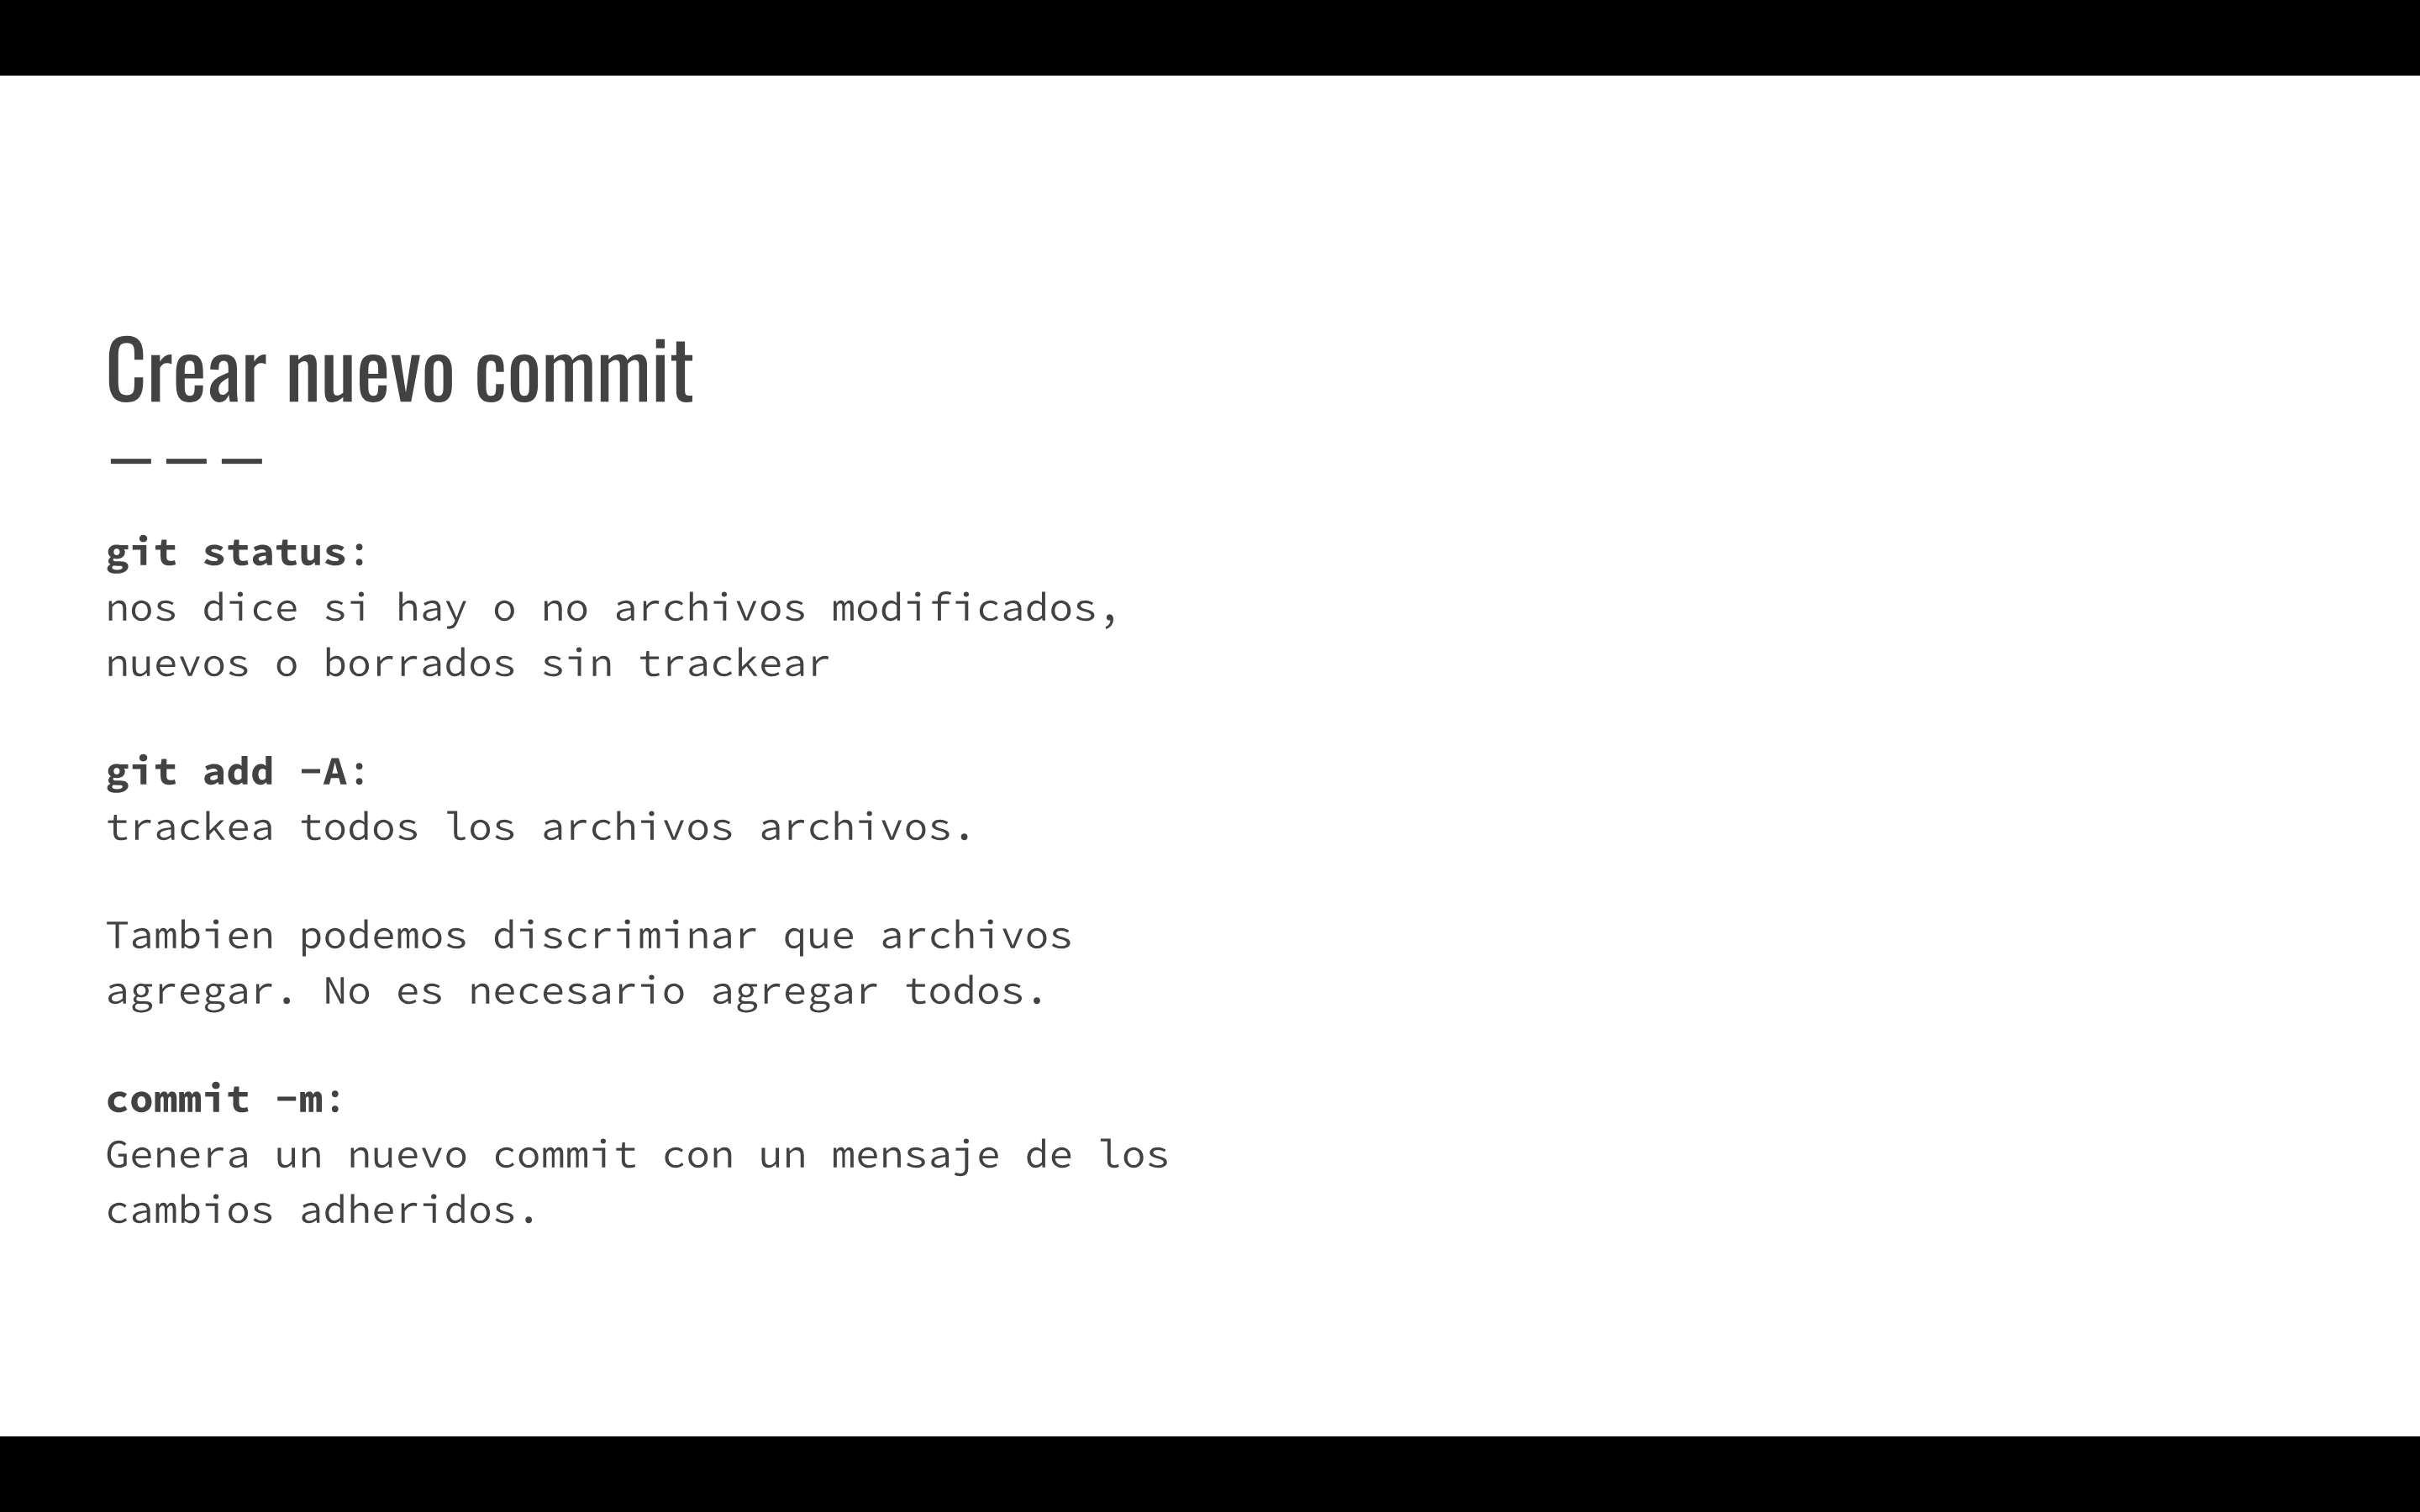 Crear nuevo commit
———
git status:
nos dice si hay o no archivos modificados,
nuevos o borrados sin trackear
git add -A:
trackea todos los archivos archivos.
Tambien podemos discriminar que archivos
agregar. No es necesario agregar todos.
commit -m:
Genera un nuevo commit con un mensaje de los
cambios adheridos.